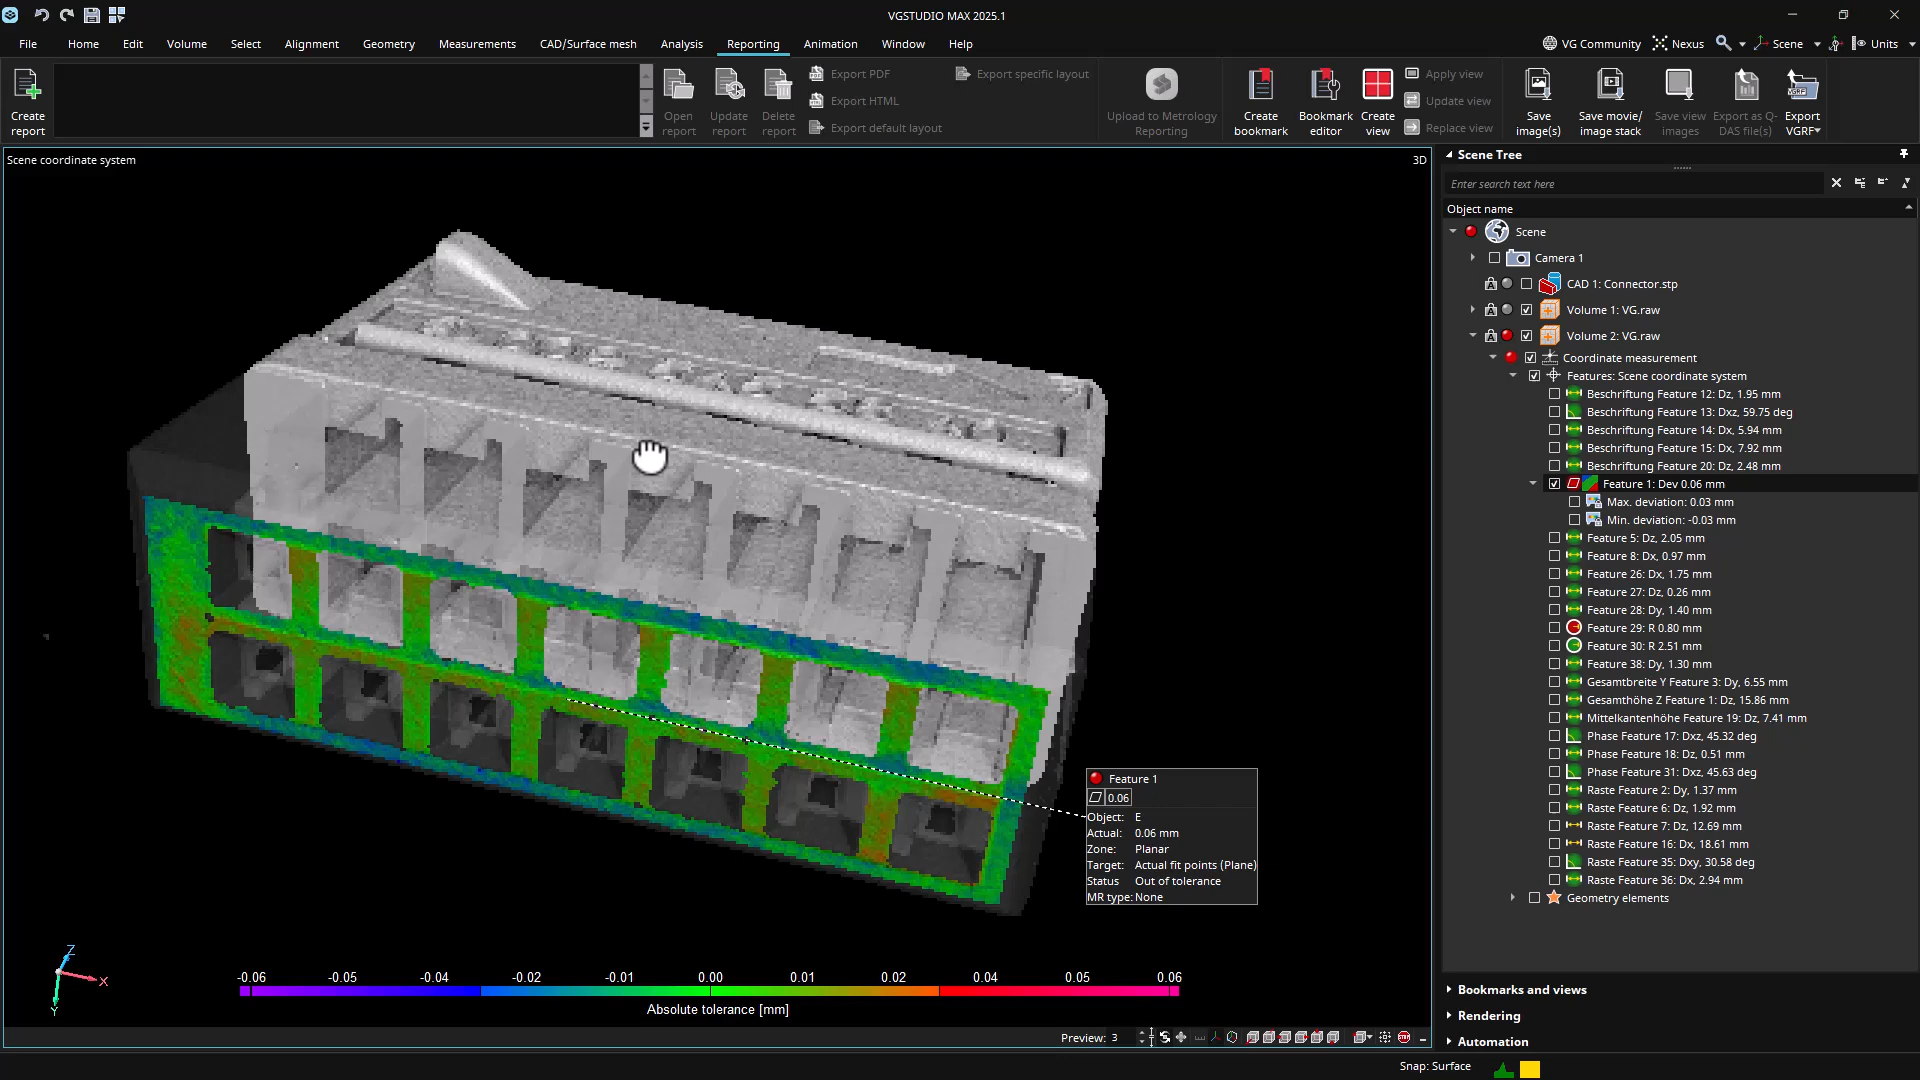 VGSTUDIO MAX 2025.1
File Home Edit Volume Select Alignment Geometry Measurements CAD/Surface mesh Analysis Reporting Animation Window Help
VG Community Nexus Scene Units
Create report
Open report
Update report
Delete report
Export PDF
Export HTML
Export default layout
Export specific layout
Upload to Metrology Reporting
Create bookmark
Bookmark editor
Create view
Apply view
Update view
Replace view
Save image(s)
Save movie/ image stack
Save view images
Export as Q-DAS file(s)
Export VGRF
Scene coordinate system
3D
Feature 1
0.06
Object: E
Actual: 0.06 mm
Zone: Planar
Target: Actual fit points (Plane)
Status Out of tolerance
MR type: None
Z
X
Y
-0.06 -0.05 -0.04 -0.02 -0.01 0.00 0.01 0.02 0.04 0.05 0.06
Absolute tolerance [mm]
Preview: 3
Scene Tree
Enter search text here
Object name
Scene
Camera 1
CAD 1: Connector.stp
Volume 1: VG.raw
Volume 2: VG.raw
Coordinate measurement
Features: Scene coordinate system
Beschriftung Feature 12: Dz, 1.95 mm
Beschriftung Feature 13: Dxz, 59.75 deg
Beschriftung Feature 14: Dx, 5.94 mm
Beschriftung Feature 15: Dx, 7.92 mm
Beschriftung Feature 20: Dz, 2.48 mm
Feature 1: Dev 0.06 mm
Max. deviation: 0.03 mm
Min. deviation: -0.03 mm
Feature 5: Dz, 2.05 mm
Feature 8: Dx, 0.97 mm
Feature 26: Dx, 1.75 mm
Feature 27: Dz, 0.26 mm
Feature 28: Dy, 1.40 mm
Feature 29: R 0.80 mm
Feature 30: R 2.51 mm
Feature 38: Dy, 1.30 mm
Gesamtbreite Y Feature 3: Dy, 6.55 mm
Gesamthöhe Z Feature 1: Dz, 15.86 mm
Mittelkantenhöhe Feature 19: Dz, 7.41 mm
Phase Feature 17: Dxz, 45.32 deg
Phase Feature 18: Dz, 0.51 mm
Phase Feature 31: Dxz, 45.63 deg
Raste Feature 2: Dy, 1.37 mm
Raste Feature 6: Dz, 1.92 mm
Raste Feature 7: Dz, 12.69 mm
Raste Feature 16: Dx, 18.61 mm
Raste Feature 35: Dxy, 30.58 deg
Raste Feature 36: Dx, 2.94 mm
Geometry elements
Bookmarks and views
Rendering
Automation
Snap: Surface